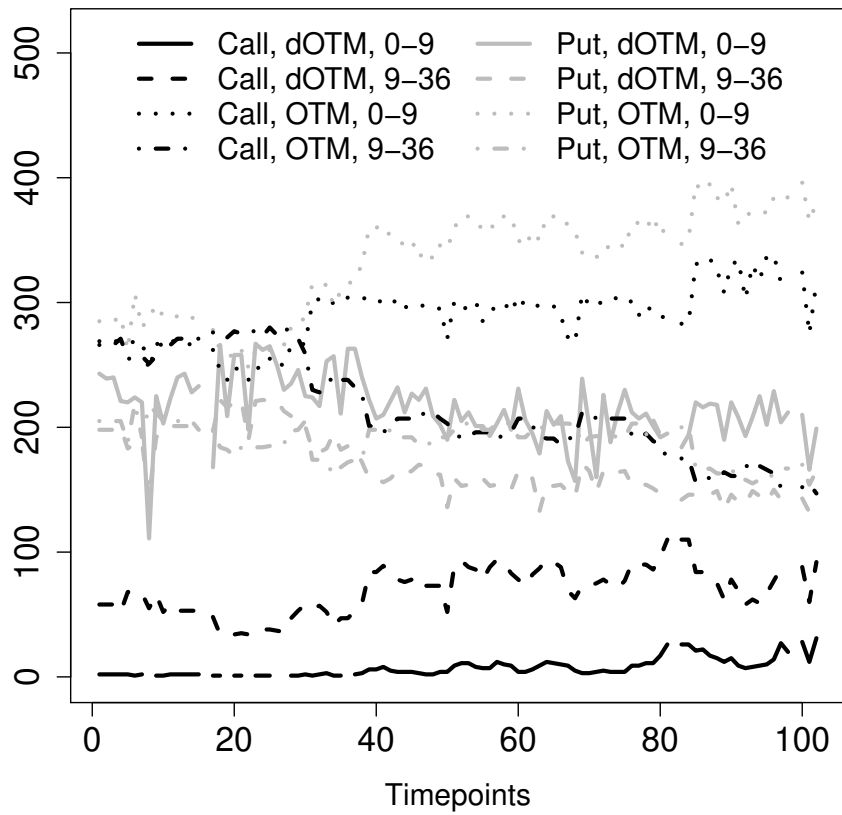 500
400
300
200
100
0
Call, dOTM, 0−9
Call, dOTM, 9−36
Call, OTM, 0−9
Call, OTM, 9−36
Put, dOTM, 0−9
Put, dOTM, 9−36
Put, OTM, 0−9
Put, OTM, 9−36
0 20 40 60 80 100
Timepoints